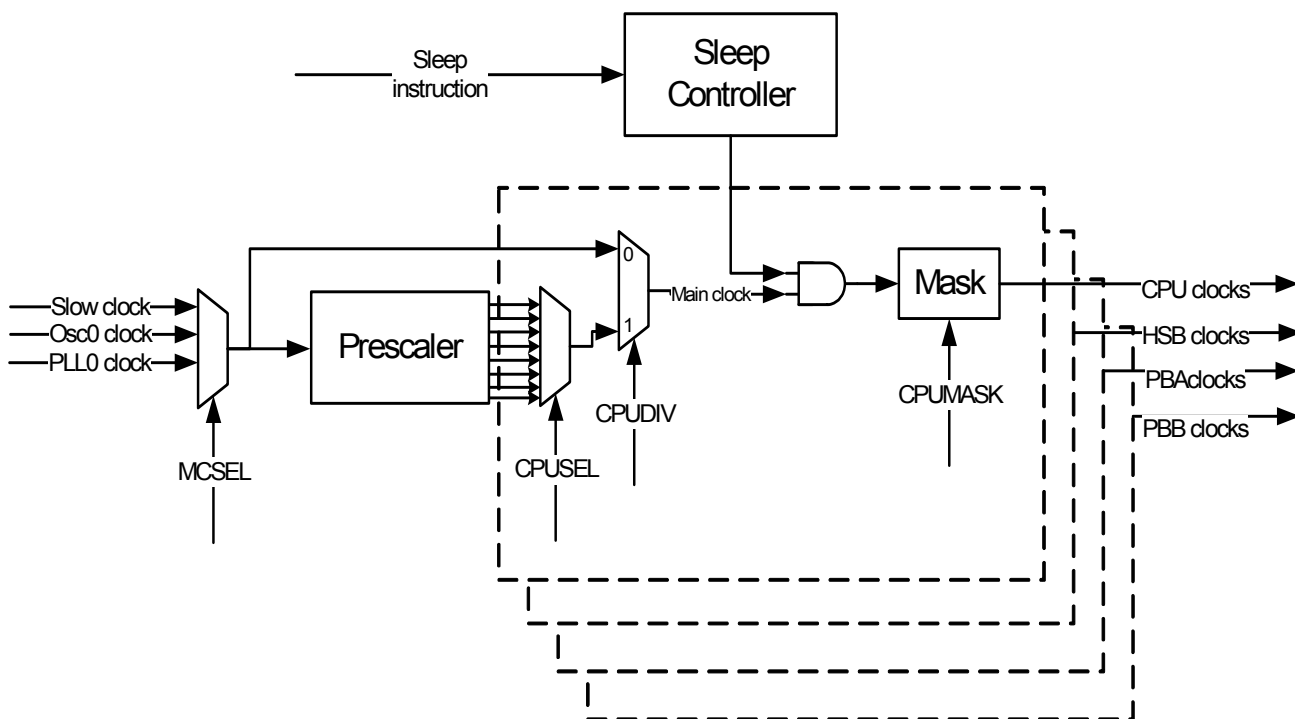 Sleep
instruction
Sleep
Controller
0
1
Main clock
Mask
Slow clock
Osc0 clock
PLL0 clock
Prescaler
CPU clocks
HSB clocks
PBAclocks
PBB clocks
CPUDIV
CPUMASK
MCSEL
CPUSEL